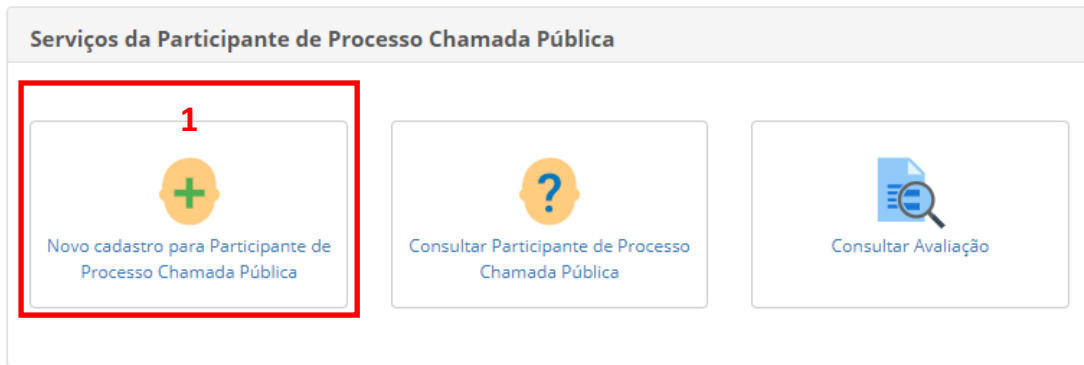 Serviços da Participante de Processo Chamada Pública
1
Novo cadastro para Participante de
Processo Chamada Pública
?
Consultar Participante de Processo
Chamada Pública
Consultar Avaliação